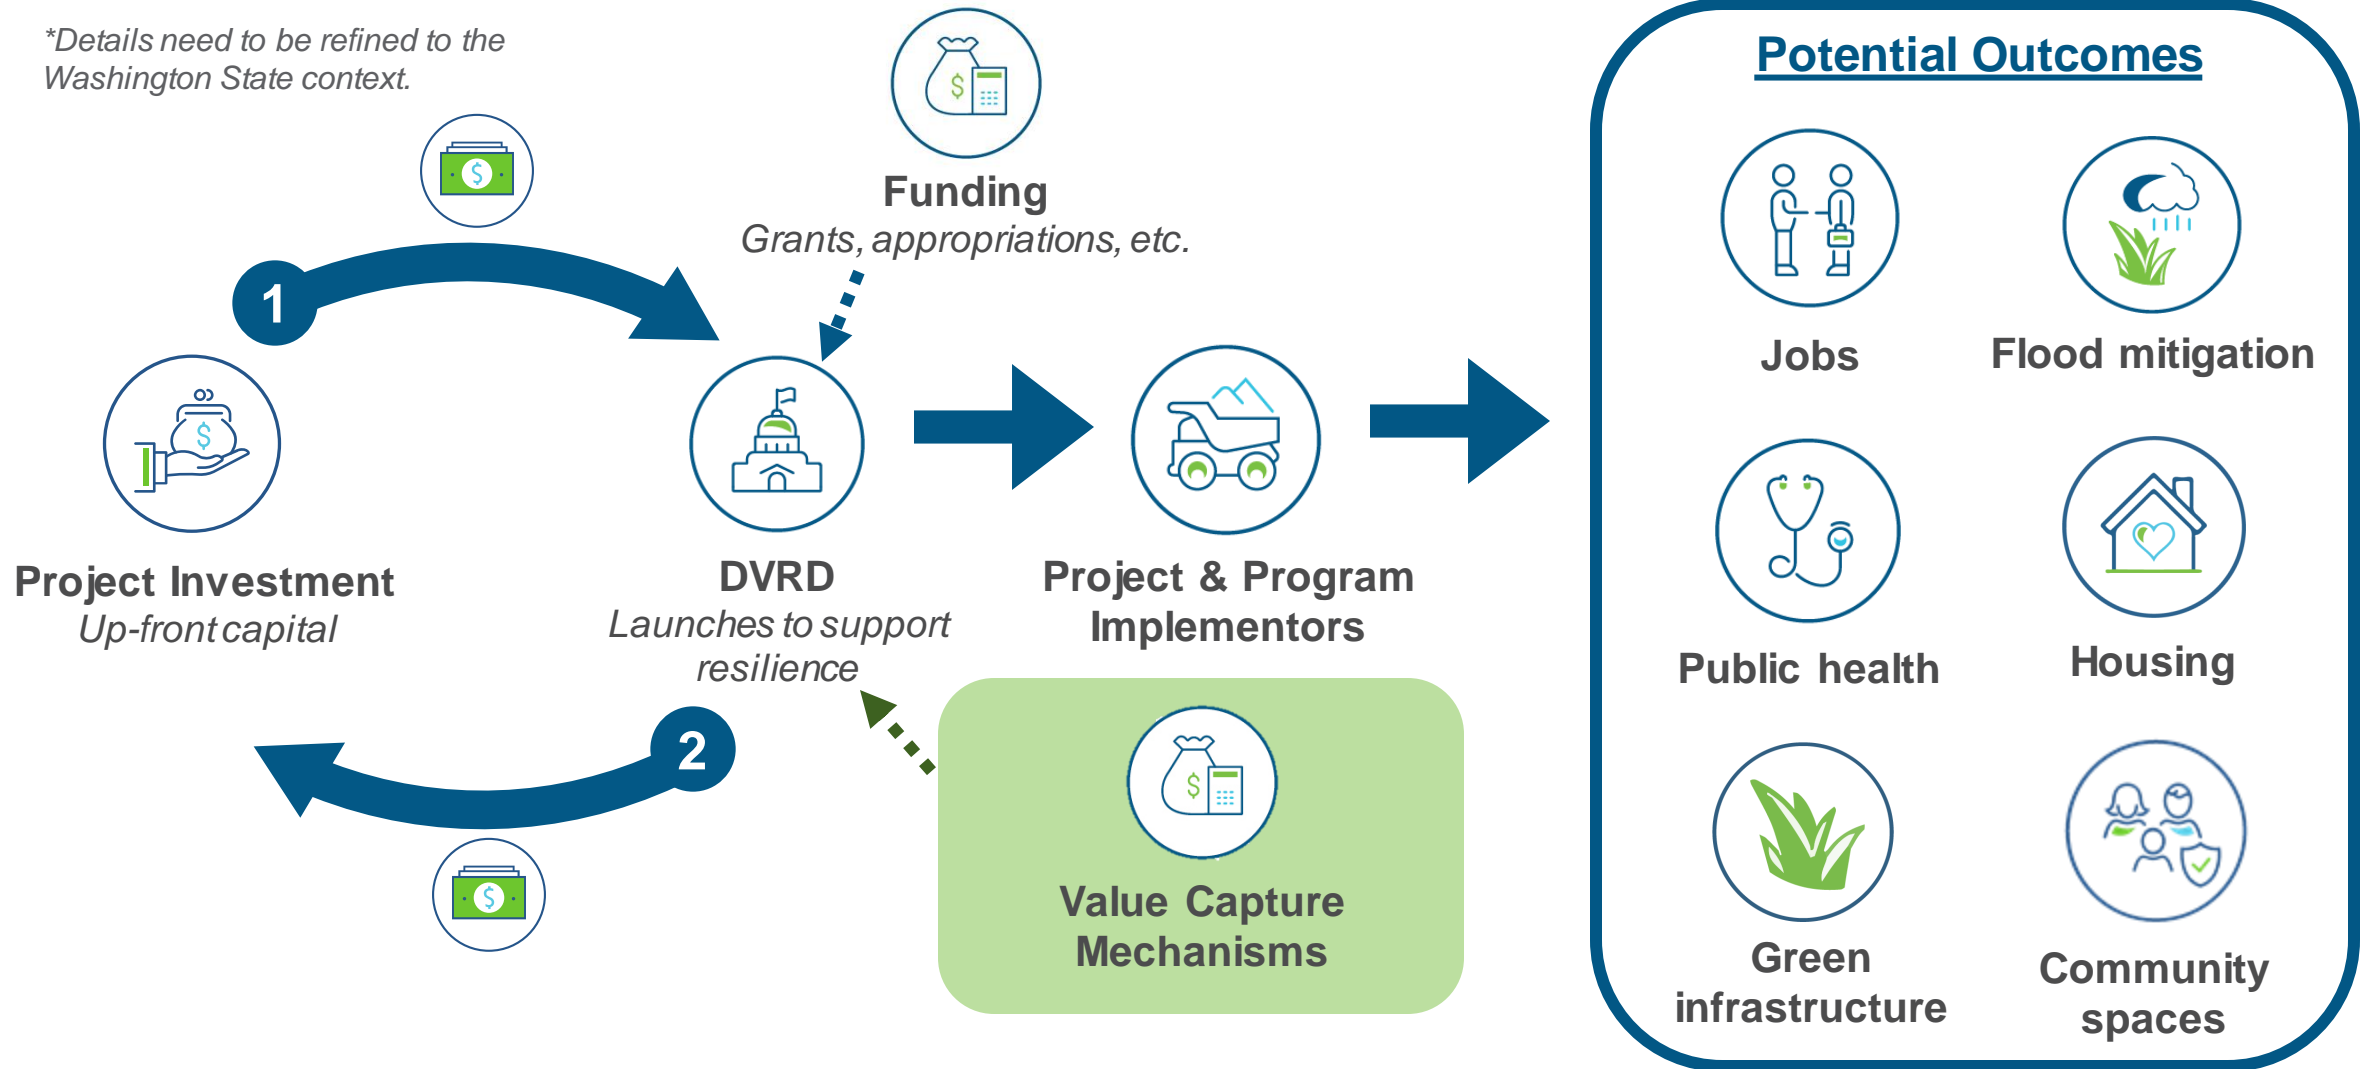 *Details need to be refined to the
Washington State context.
Funding
Grants, appropriations, etc.
1
Project Investment
Up-front capital
DVRD
Launches to support
resilience
Project & Program
Implementors
2
Value Capture
Mechanisms
Potential Outcomes
Jobs
Flood mitigation
Public health
Housing
Green
infrastructure
Community
spaces